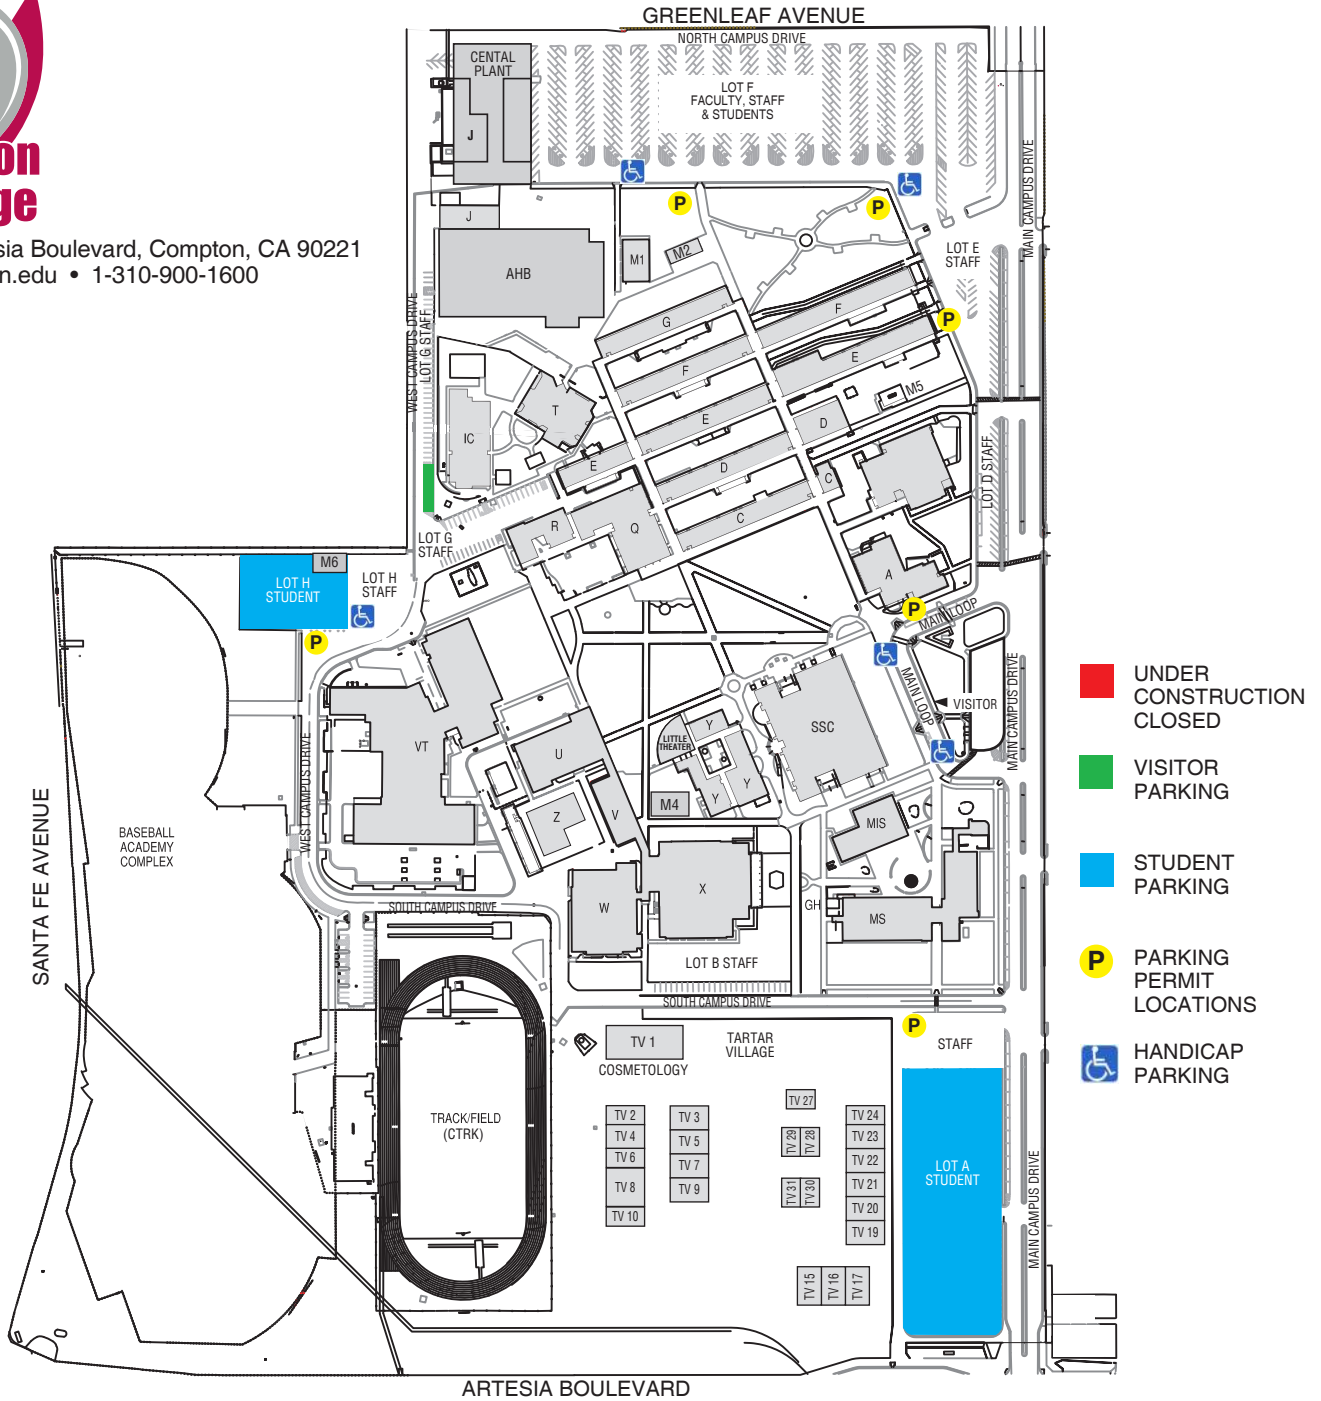 GREENLEAF AVENUE
NORTH CAMPUS DRIVE
CENTAL
PLANT
LOT F
FACULTY, STAFF
& STUDENTS
J
on
ge
sia Boulevard, Compton, CA 90221
n.edu • 1-310-900-1600
MAIN CAMPUS DRIVE
P
P
J
M1
M2
AHB
LOT E
STAFF
WEST CAMPUS DRIVE
LOT G STAFF
G
F
P
F
E
M5
T
IC
E
D
E
D
C
C
LOT D STAFF
R
Q
LOT G
STAFF
A
M6
LOT H
STUDENT
LOT H
STAFF
P
P
MAIN LOOP
MAIN LOOP
VISITOR
MAIN CAMPUS DRIVE
SSC
Y
LITTLE
THEATER
Y
Y
VT
U
V
Z
M4
MIS
WEST CAMPUS DRIVE
BASEBALL
ACADEMY
COMPLEX
SANTA FE AVENUE
SOUTH CAMPUS DRIVE
W
X
GH
MS
LOT B STAFF
SOUTH CAMPUS DRIVE
P
STAFF
TV 1
COSMETOLOGY
TARTAR
VILLAGE
TRACK/FIELD
(CTRK)
TV 2
TV 4
TV 6
TV 8
TV 10
TV 3
TV 5
TV 7
TV 9
TV 27
TV 29
TV 28
TV 31
TV 30
TV 24
TV 23
TV 22
TV 21
TV 20
TV 19
TV 15
TV 16
TV 17
LOT A
STUDENT
MAIN CAMPUS DRIVE
ARTESIA BOULEVARD
UNDER
CONSTRUCTION
CLOSED
VISITOR
PARKING
STUDENT
PARKING
P
PARKING
PERMIT
LOCATIONS
HANDICAP
PARKING